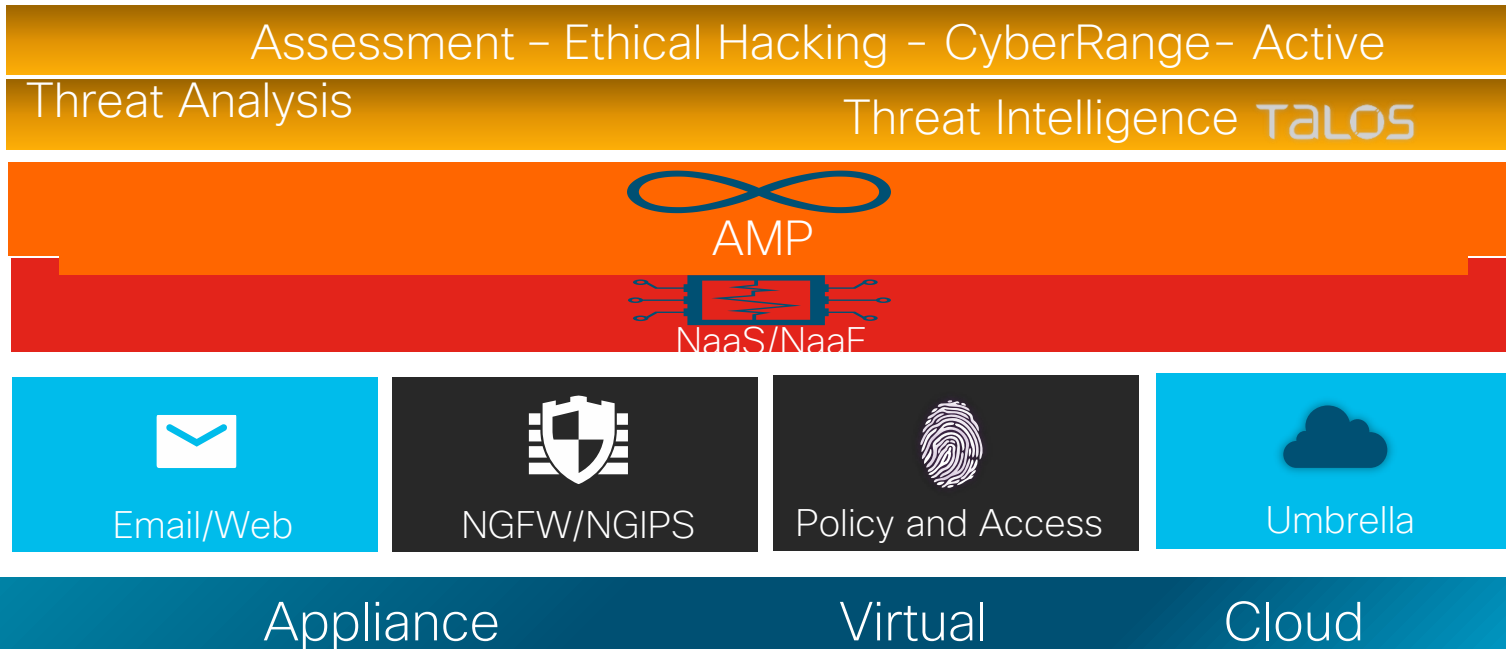 Assessment – Ethical Hacking - CyberRange- Active
Threat Analysis
Threat Intelligence TALOS
AMP
NaaS/NaaE
Email/Web
NGFW/NGIPS
Policy and Access
Umbrella
Appliance
Virtual
Cloud